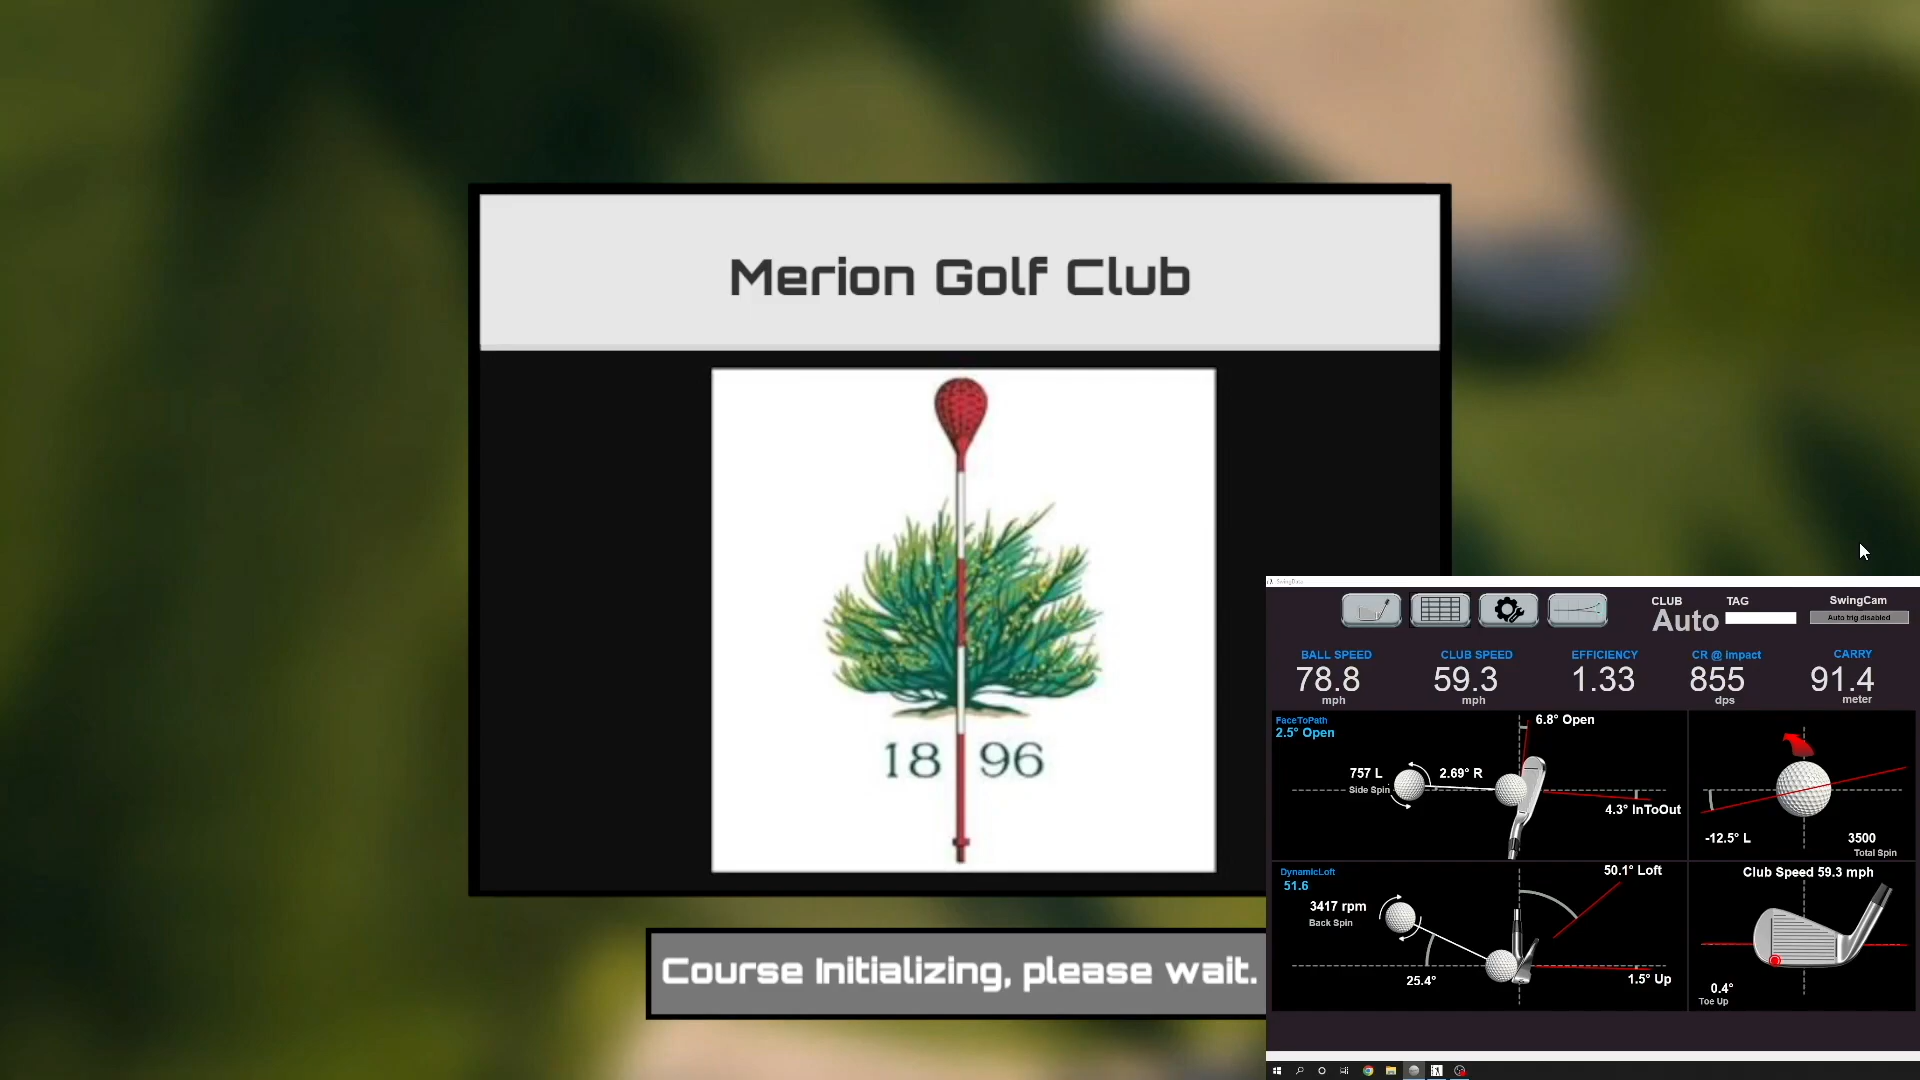 Merion Golf Club
18 96
Course Initializing, please wait.
CLUB
Auto
TAG
SwingCam
Auto trig disabled
BALL SPEED
78.8
mph
CLUB SPEED
59.3
mph
EFFICIENCY
1.33
CR @ impact
855
dps
CARRY
91.4
meter
FaceToPath
2.5° Open
6.8° Open
757 L
Side Spin
2.69° R
4.3° InToOut
-12.5° L
3500
Total Spin
DynamicLoft
51.6
50.1° Loft
3417 rpm
Back Spin
25.4°
1.5° Up
Club Speed 59.3 mph
0.4°
Toe Up